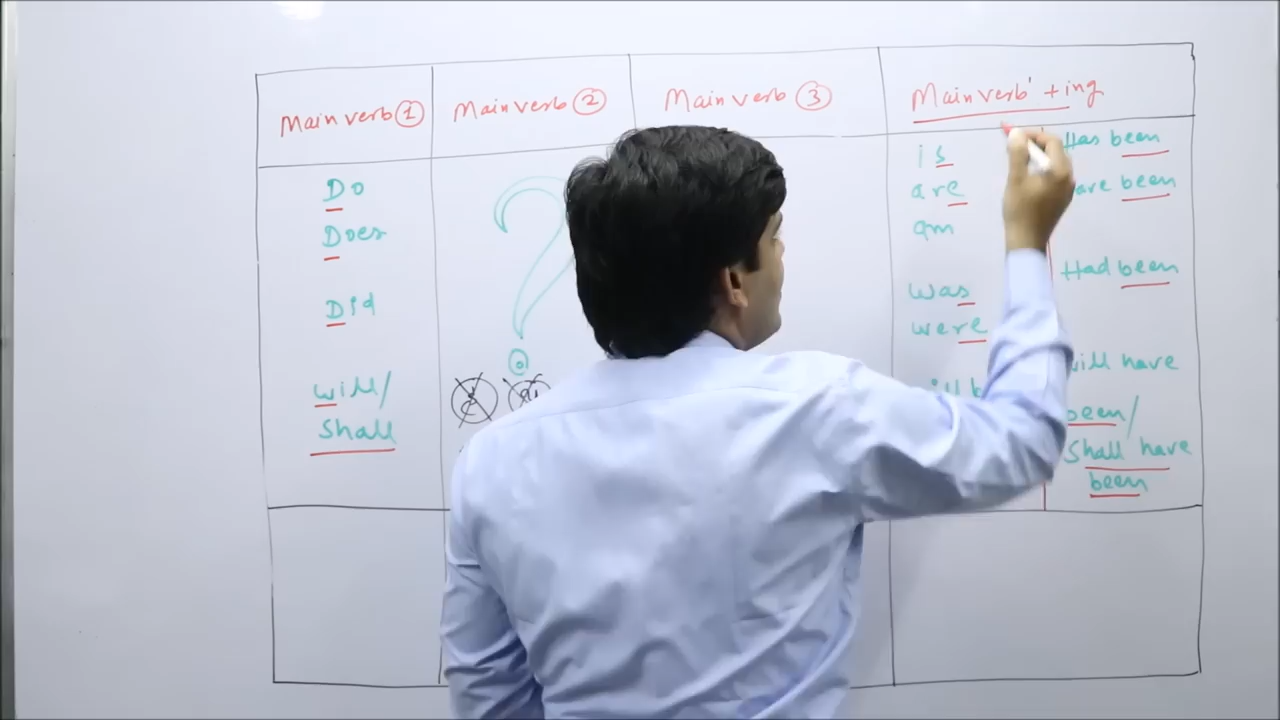 Main verb ① Main verb ② Main verb ③ Main verb' + ing
Do
Does
Did
will/
Shall
?
is
are
am
was
were
Has been
been
Had been
will have
been/
Shall have
been